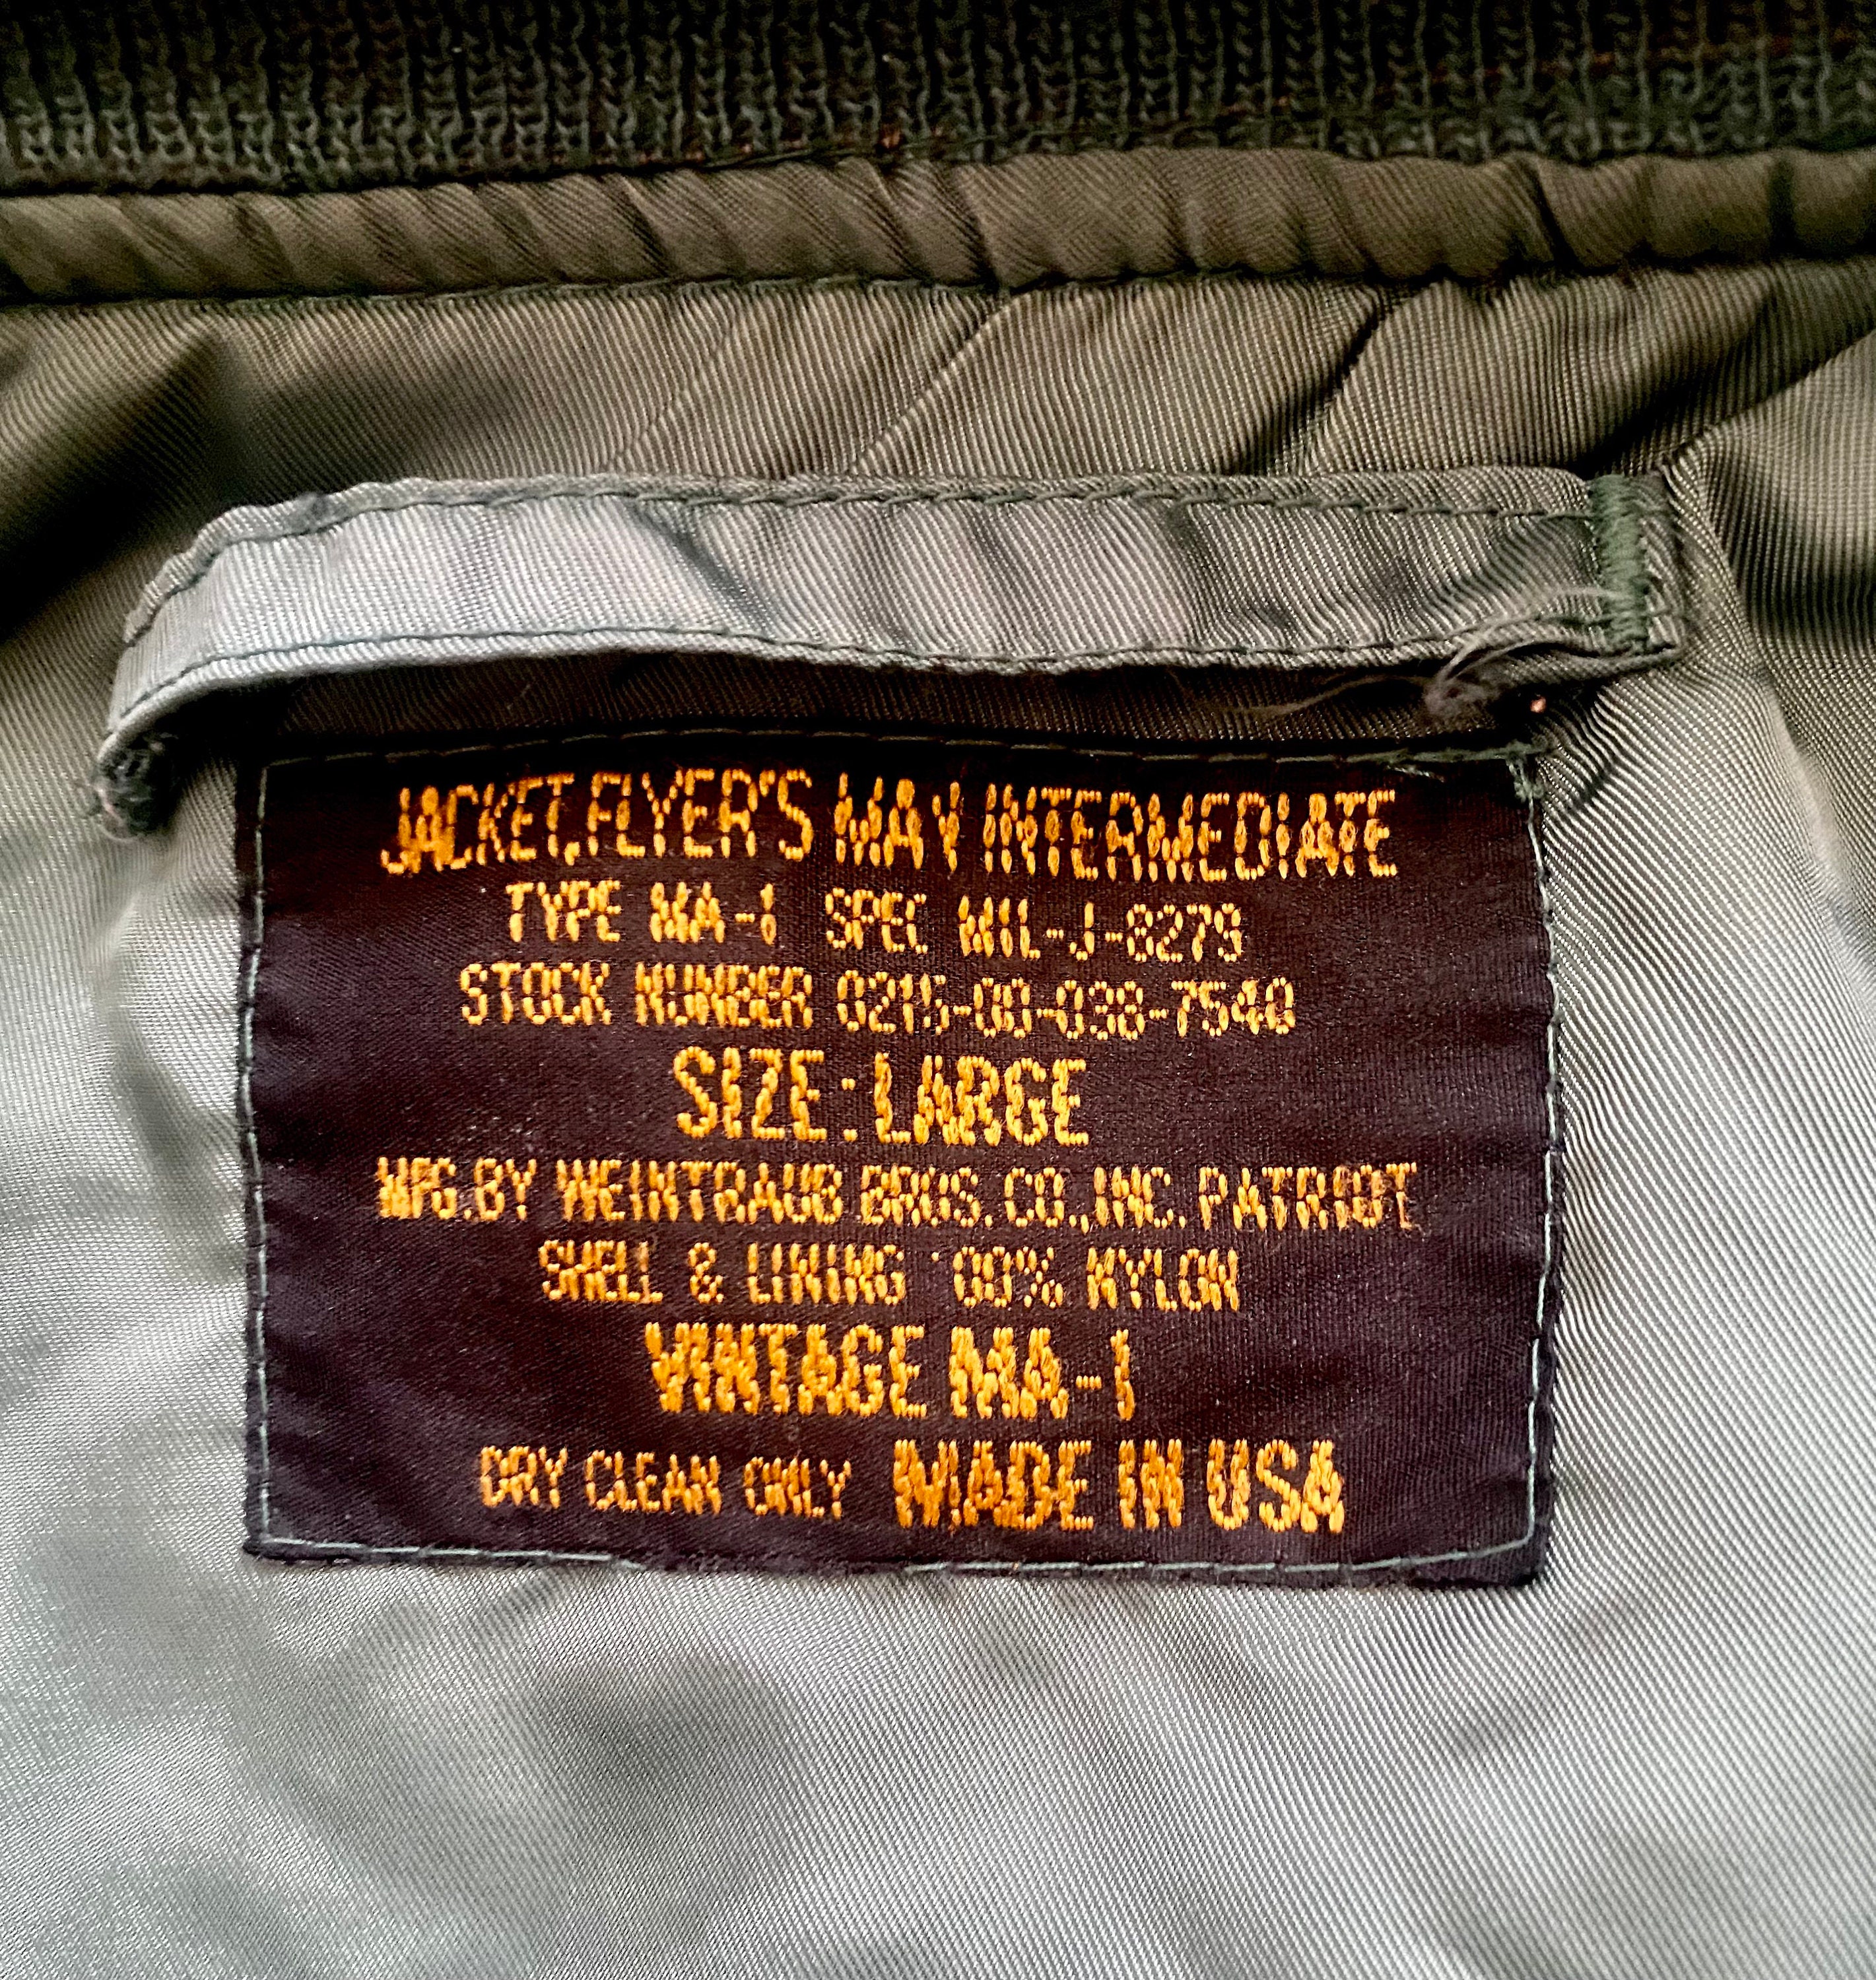 JACKET,FLYER'S MAY INTERMEDIATE
TYPE MA-1 SPEC MIL-J-8279
STOCK NUMBER 0215-00-038-7540
SIZE: LARGE
MFG.BY WEINTRAUB BROS. CO.,INC. PATRIOT
SHELL & LINING 100% NYLON
VINTAGE MA-1
DRY CLEAN ONLY MADE IN USA